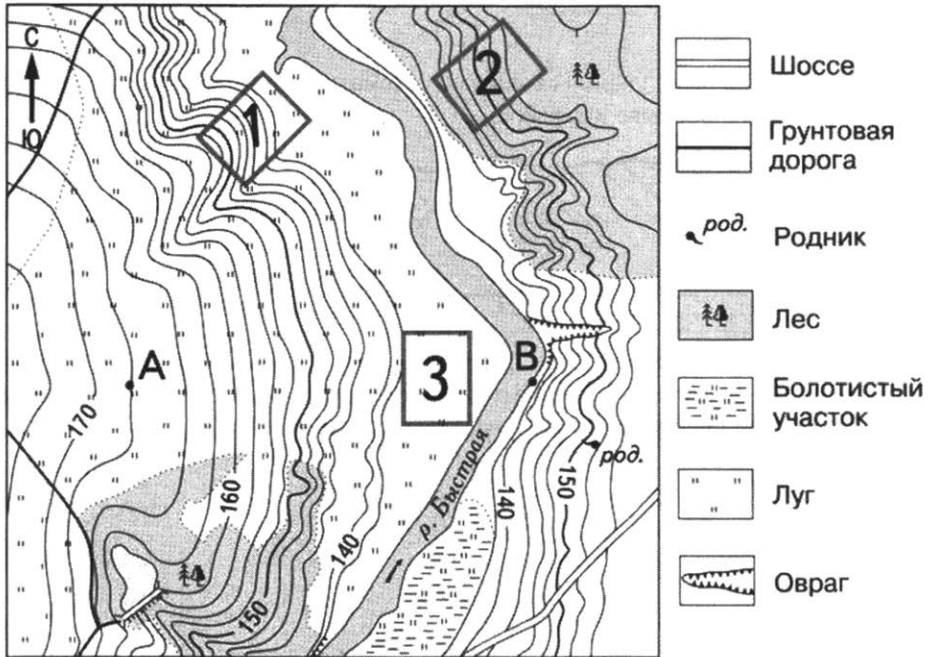 С
Ю
1
2
3
А
В
170
160
150
140
140
150
р. Быстрая
род.
Шоссе
Грунтовая
дорога
род.
Родник
Лес
Болотистый
участок
Луг
Овраг